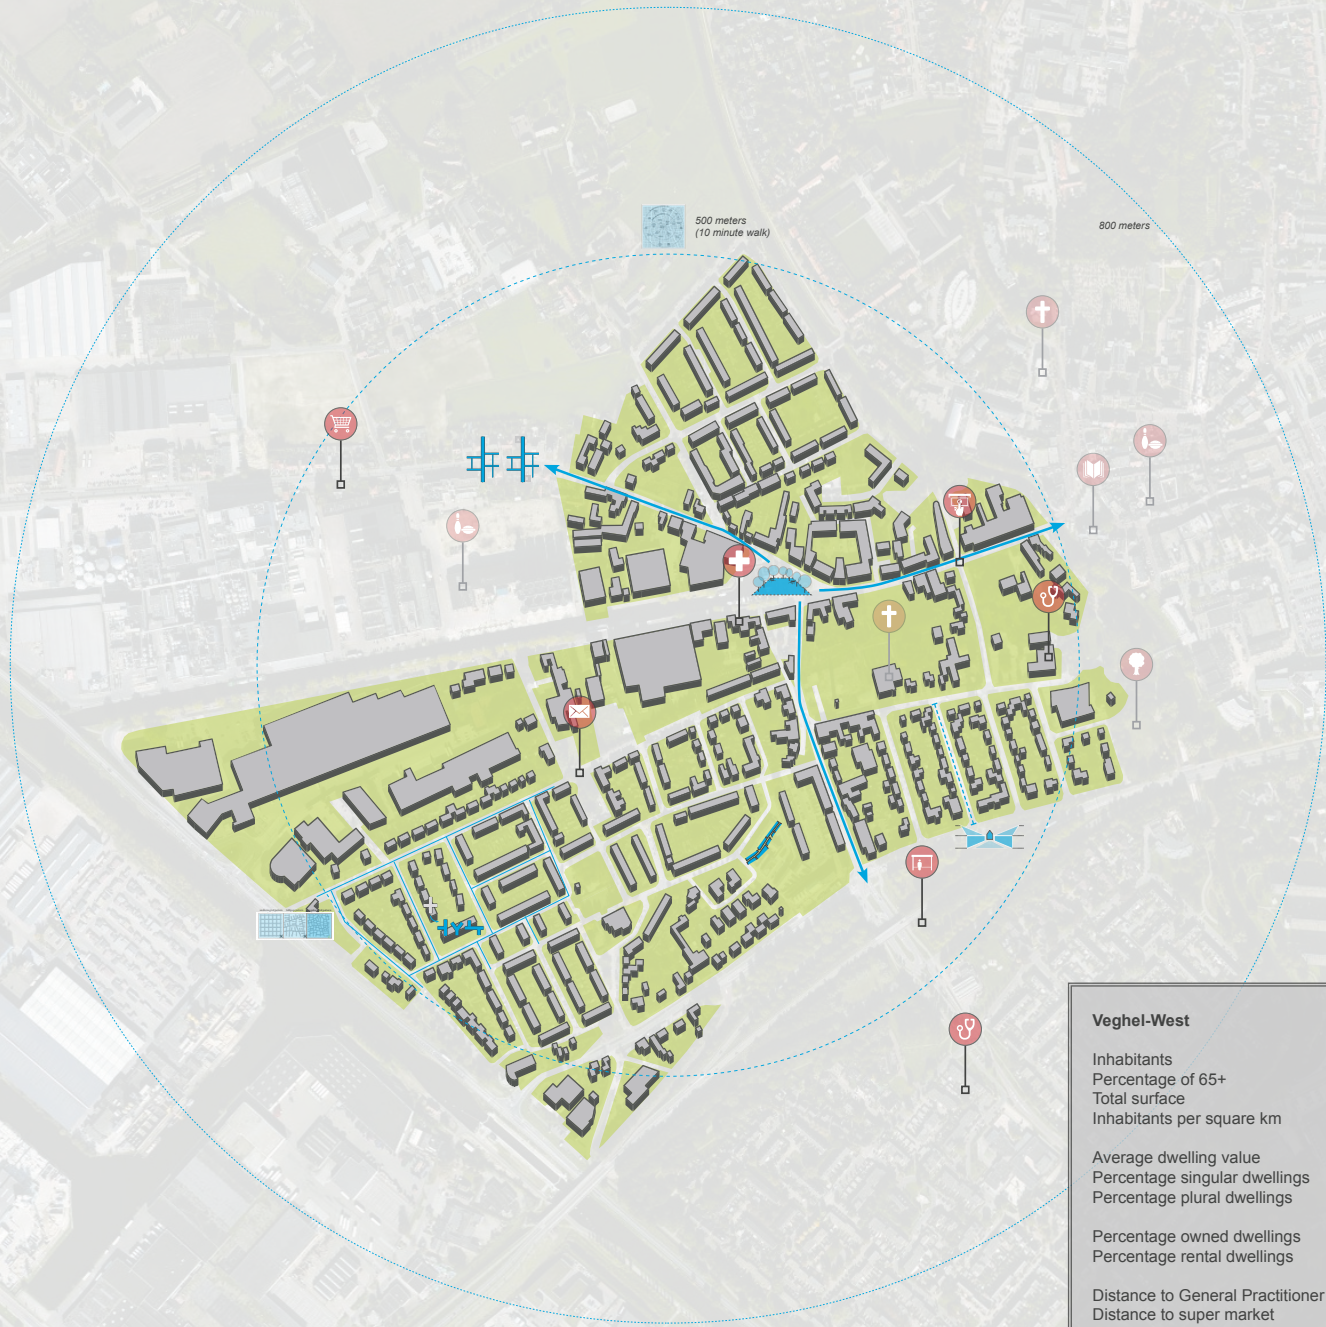 500 meters
(10 minute walk)
800 meters
Veghel-West
Inhabitants
Percentage of 65+
Total surface
Inhabitants per square km
Average dwelling value
Percentage singular dwellings
Percentage plural dwellings
Percentage owned dwellings
Percentage rental dwellings
Distance to General Practitioner
Distance to super market